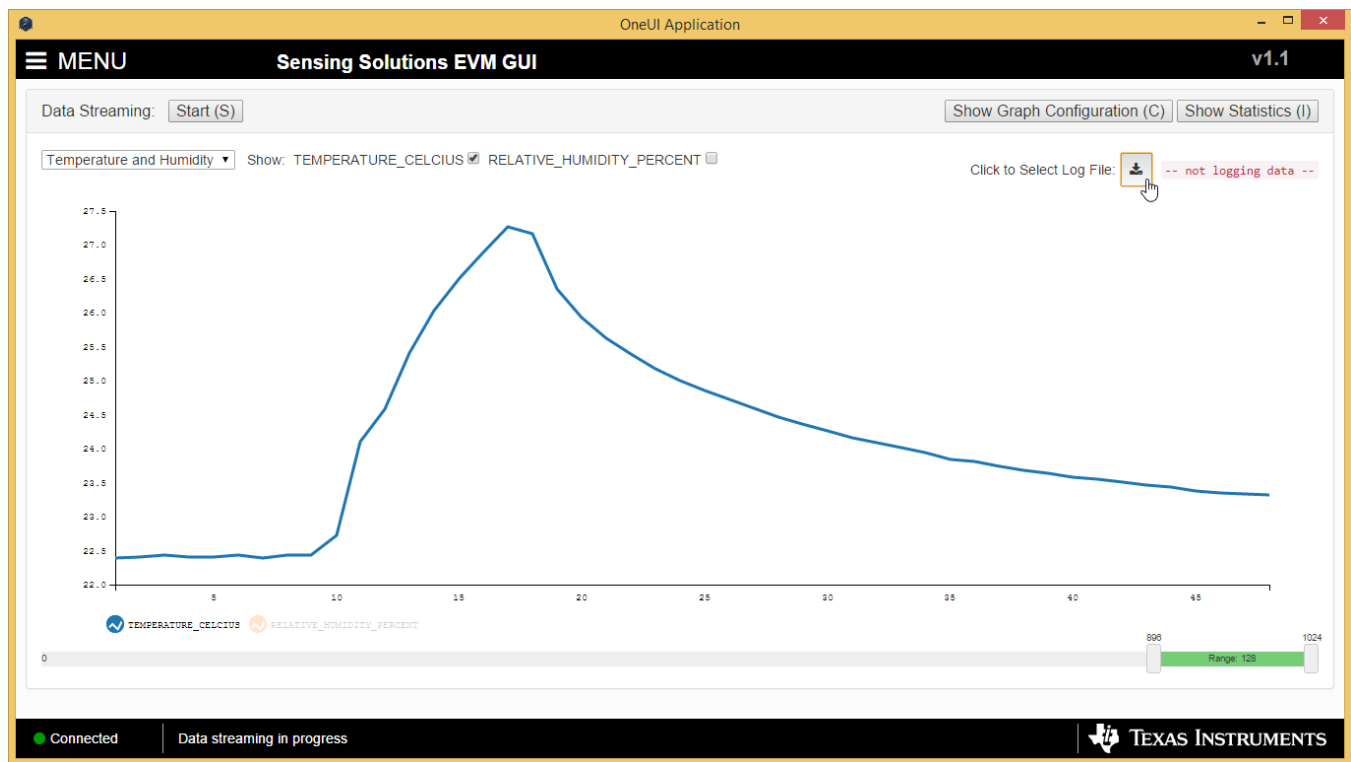 OneUI Application
MENU Sensing Solutions EVM GUI v1.1
Data Streaming: Start (S) Show Graph Configuration (C) Show Statistics (I)
Temperature and Humidity Show: TEMPERATURE_CELCIUS RELATIVE_HUMIDITY_PERCENT
Click to Select Log File: -- not logging data --
27.5
27.0
26.5
26.0
25.5
25.0
24.5
24.0
23.5
23.0
22.5
22.0
5 10 15 20 25 30 35 40 45
TEMPERATURE_CELCIUS RELATIVE_HUMIDITY_PERCENT
896 1024
0 Range: 128
Connected Data streaming in progress TEXAS INSTRUMENTS